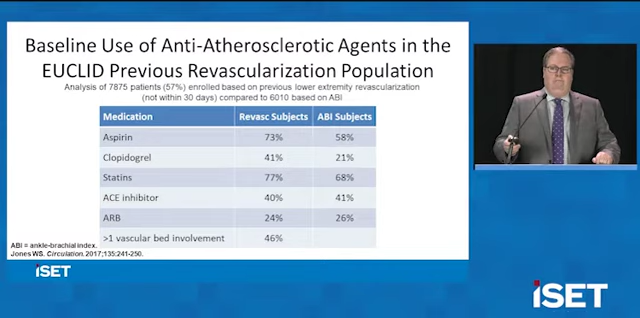 Baseline Use of Anti-Atherosclerotic Agents in the
EUCLID Previous Revascularization Population
Analysis of 7875 patients (57%) enrolled based on previous lower extremity revascularization
(not within 30 days) compared to 6010 based on ABI
Medication Revasc Subjects ABI Subjects
Aspirin 73% 58%
Clopidogrel 41% 21%
Statins 77% 68%
ACE inhibitor 40% 41%
ARB 24% 26%
>1 vascular bed involvement 46%
ABI = ankle-brachial index.
Jones WS. Circulation. 2017;135:241-250.
iSET
iSET